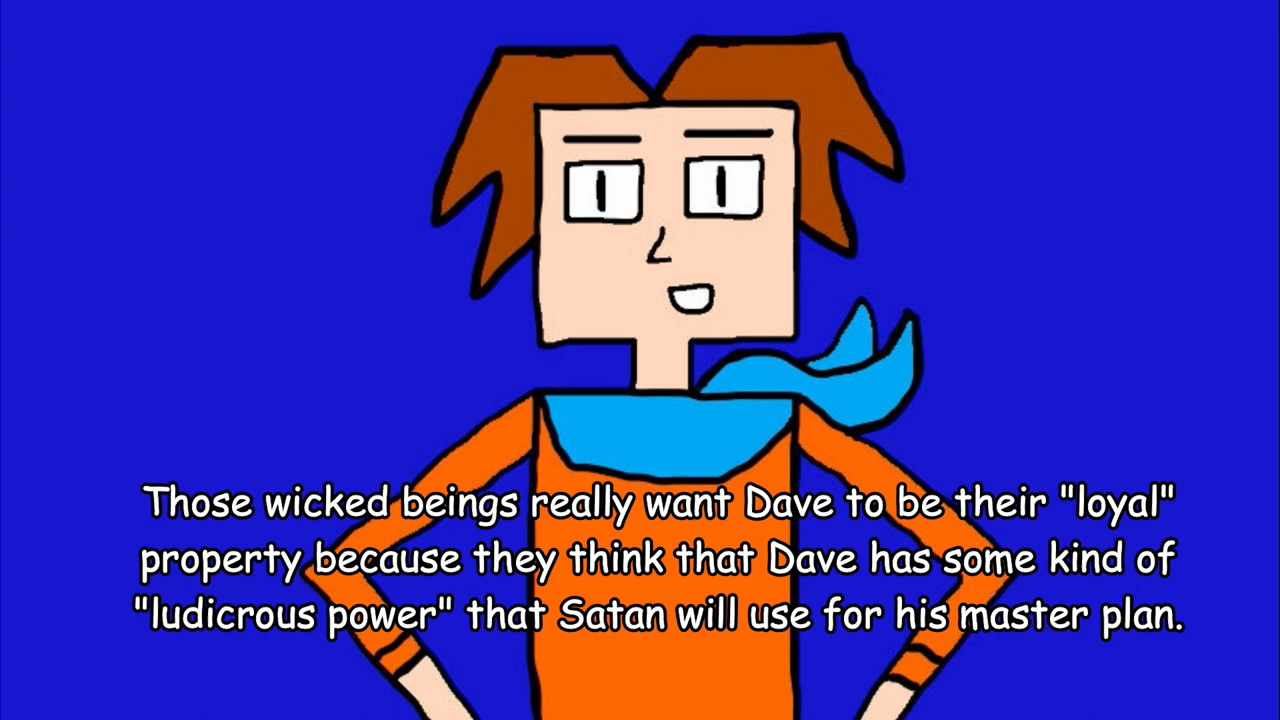 Those wicked beings really want Dave to be their "loyal"
property because they think that Dave has some kind of
"ludicrous power" that Satan will use for his master plan.